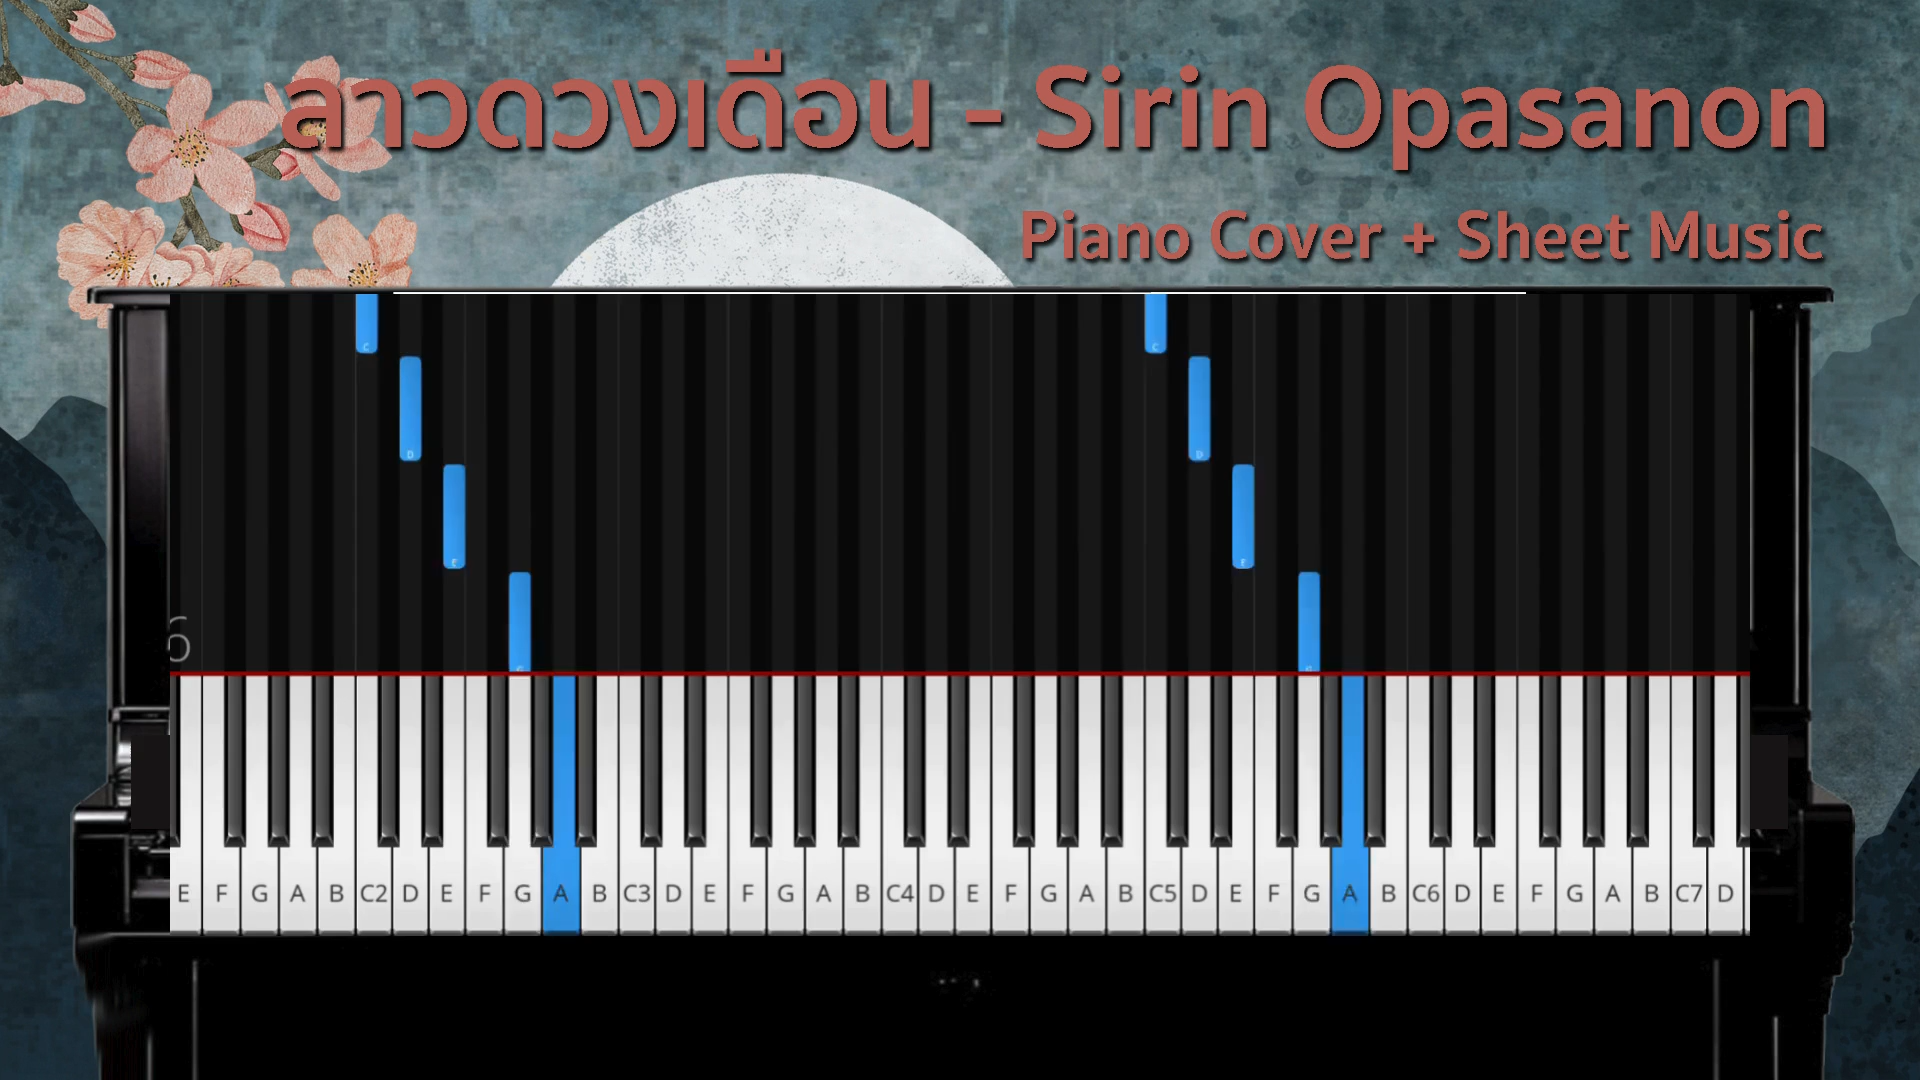 ลาวดวงเดือน - Sirin Opasanon
Piano Cover + Sheet Music
C C
D D
E E
G G
6
E F G A B C2 D E F G A B C3 D E F G A B C4 D E F G A B C5 D E F G A B C6 D E F G A B C7 D